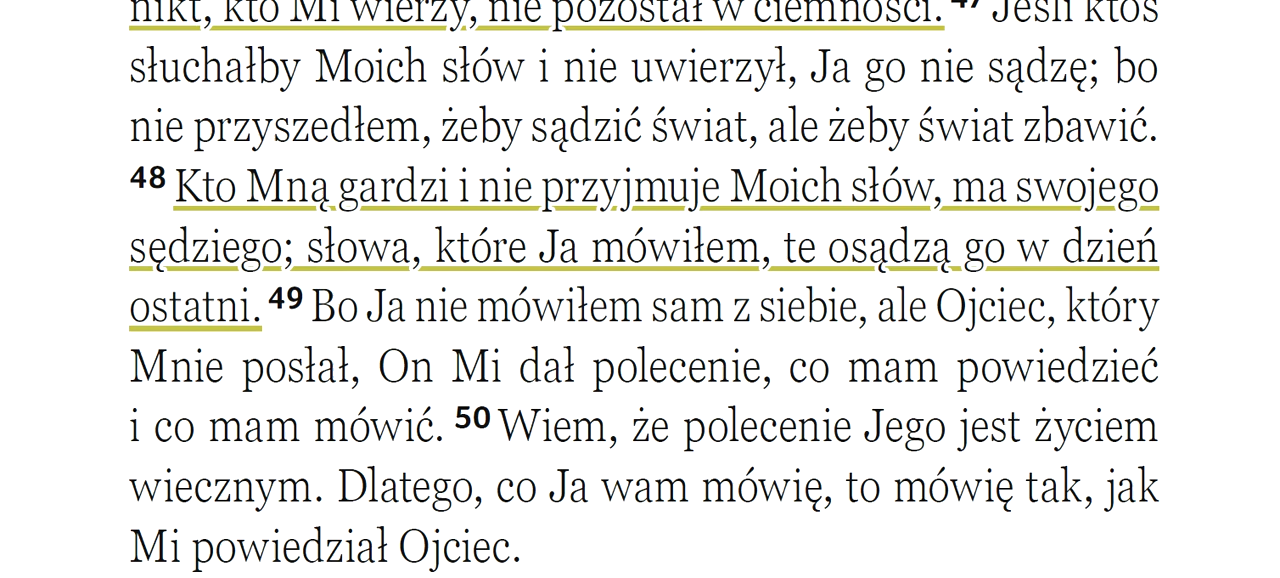 nikt, kto Mi wierzy, nie pozostał w ciemności. 47 Jeśli ktoś
słuchałby Moich słów i nie uwierzył, Ja go nie sądzę; bo
nie przyszedłem, żeby sądzić świat, ale żeby świat zbawić.
48 Kto Mną gardzi i nie przyjmuje Moich słów, ma swojego
sędziego; słowa, które Ja mówiłem, te osądzą go w dzień
ostatni. 49 Bo Ja nie mówiłem sam z siebie, ale Ojciec, który
Mnie posłał, On Mi dał polecenie, co mam powiedzieć
i co mam mówić. 50 Wiem, że polecenie Jego jest życiem
wiecznym. Dlatego, co Ja wam mówię, to mówię tak, jak
Mi powiedział Ojciec.